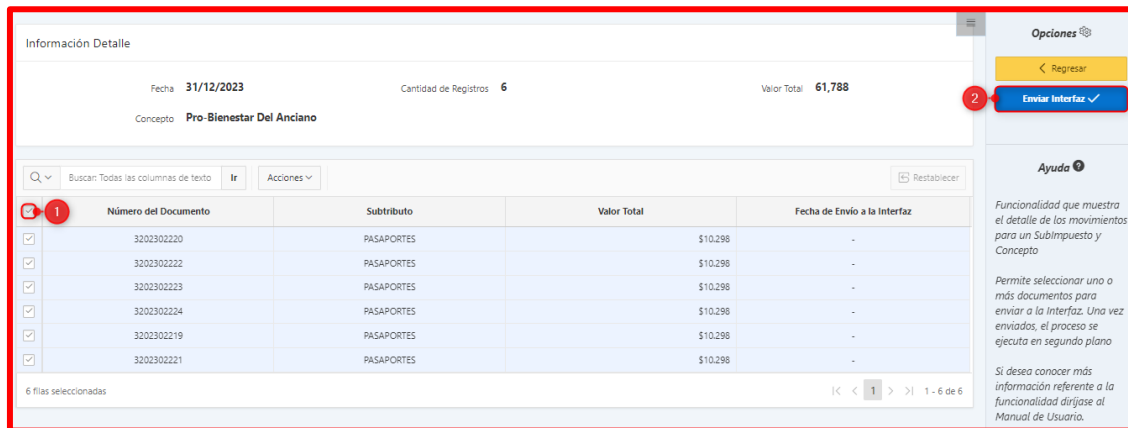 Información Detalle
Fecha 31/12/2023 Cantidad de Registros 6 Valor Total 61,788
Concepto Pro-Bienestar Del Anciano
Buscar: Todas las columnas de texto Ir Acciones Restablecer
1 Número del Documento Subtributo Valor Total Fecha de Envío a la Interfaz
3202302220 PASAPORTES $10.298 -
3202302222 PASAPORTES $10.298 -
3202302223 PASAPORTES $10.298 -
3202302224 PASAPORTES $10.298 -
3202302219 PASAPORTES $10.298 -
3202302221 PASAPORTES $10.298 -
6 filas seleccionadas 1 1 - 6 de 6
Opciones
Regresar
2 Enviar Interfaz
Ayuda
Funcionalidad que muestra
el detalle de los movimientos
para un SubImpuesto y
Concepto
Permite seleccionar uno o
más documentos para
enviar a la Interfaz. Una vez
enviados, el proceso se
ejecuta en segundo plano
Si desea conocer más
información referente a la
funcionalidad diríjase al
Manual de Usuario.